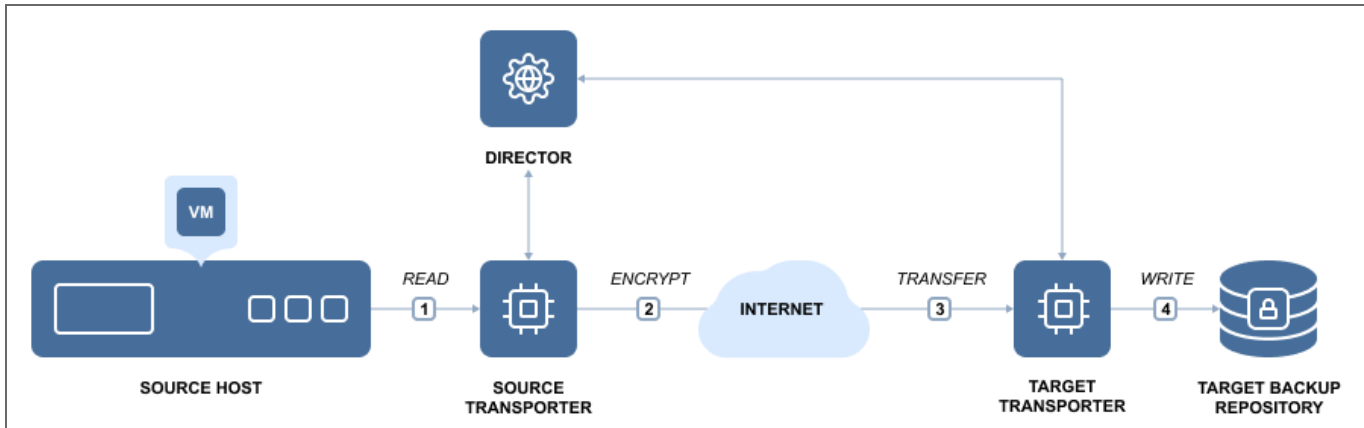 DIRECTOR
VM
READ
1
ENCRYPT
2
INTERNET
TRANSFER
3
WRITE
4
SOURCE HOST
SOURCE
TRANSPORTER
TARGET
TRANSPORTER
TARGET BACKUP
REPOSITORY